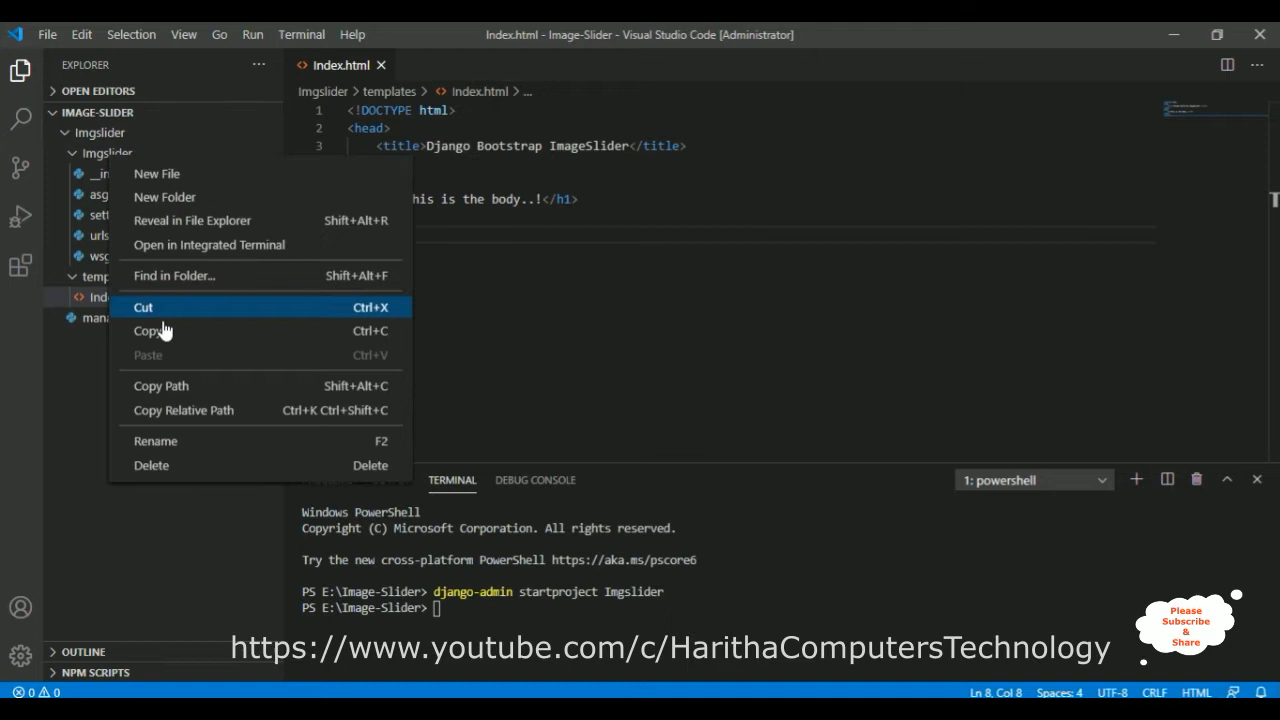 File Edit Selection View Go Run Terminal Help
Index.html - Image-Slider - Visual Studio Code [Administrator]
EXPLORER
OPEN EDITORS
IMAGE-SLIDER
Imgslider
Imgslider
New File
New Folder
Reveal in File Explorer Shift+Alt+R
Open in Integrated Terminal
Find in Folder... Shift+Alt+F
Cut Ctrl+X
Copy Ctrl+C
Paste Ctrl+V
Copy Path Shift+Alt+C
Copy Relative Path Ctrl+K Ctrl+Shift+C
Rename F2
Delete Delete
OUTLINE
NPM SCRIPTS
Index.html
Imgslider > templates > Index.html > ...
1 <!DOCTYPE html>
2 <head>
3 <title>Django Bootstrap ImageSlider</title>
his is the body..!</h1>
TERMINAL DEBUG CONSOLE
1: powershell
Windows PowerShell
Copyright (C) Microsoft Corporation. All rights reserved.
Try the new cross-platform PowerShell https://aka.ms/pscore6
PS E:\Image-Slider> django-admin startproject Imgslider
PS E:\Image-Slider>
Please
Subscribe
&
Share
https://www.youtube.com/c/HarithaComputersTechnology
0 0
Ln 8, Col 8 Spaces: 4 UTF-8 CRLF HTML